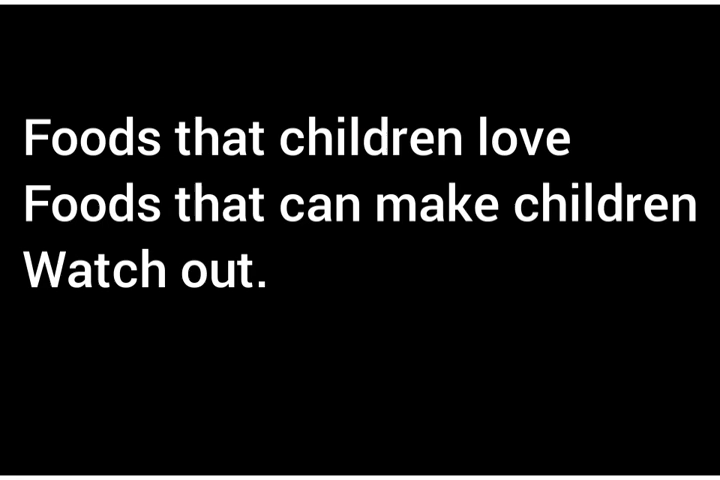 Foods that children love
Foods that can make children
Watch out.